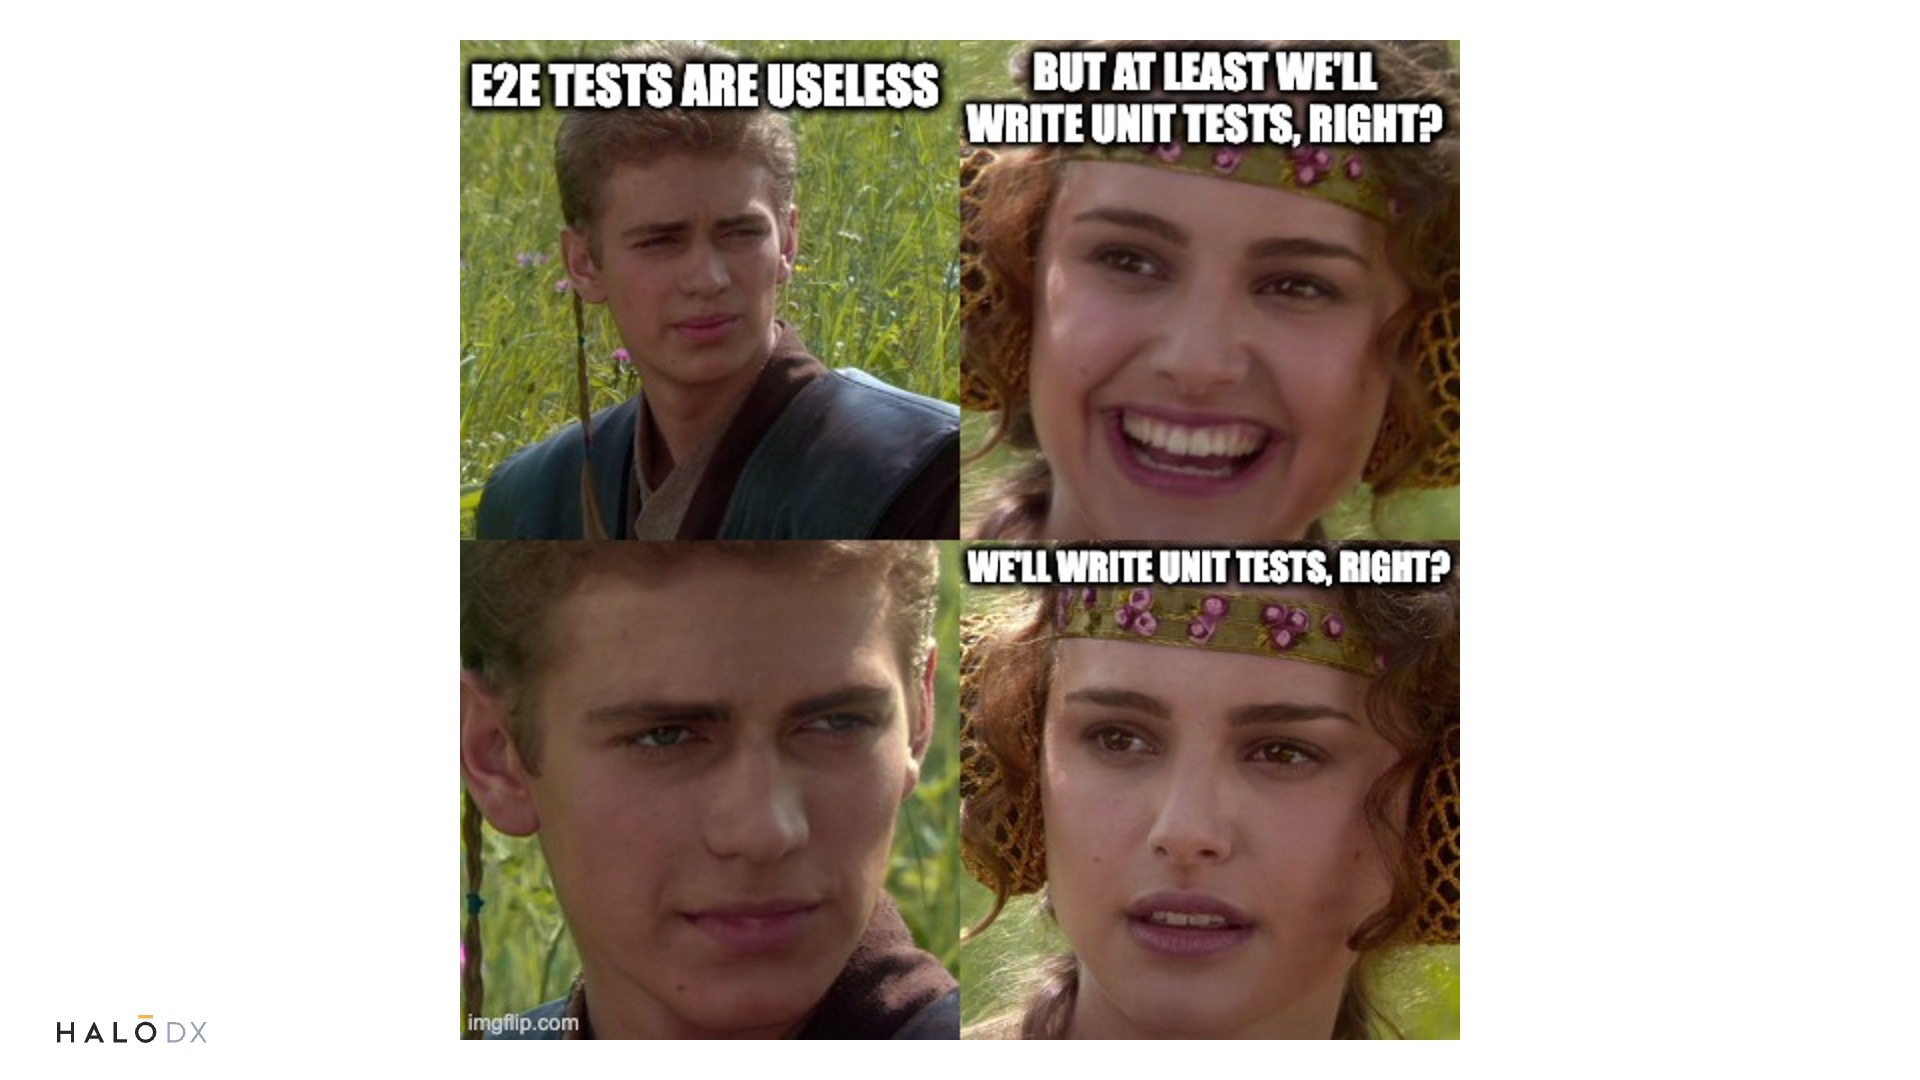 E2E TESTS ARE USELESS
BUT AT LEAST WE'LL
WRITE UNIT TESTS, RIGHT?
WE'LL WRITE UNIT TESTS, RIGHT?
imgflip.com
HALŌDX